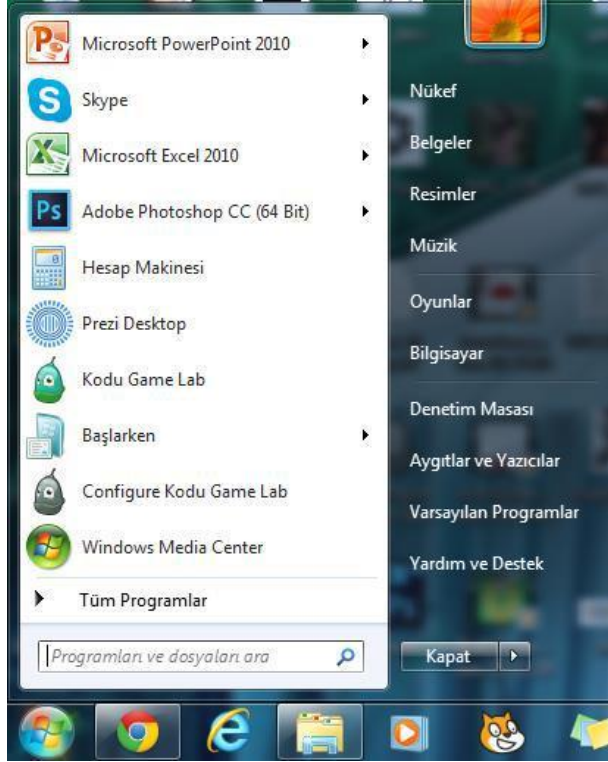 Microsoft PowerPoint 2010
Skype
Microsoft Excel 2010
Ps
Adobe Photoshop CC (64 Bit)
Hesap Makinesi
Prezi Desktop
Kodu Game Lab
Başlarken
Configure Kodu Game Lab
Windows Media Center
Tüm Programlar
Programları ve dosyaları ara
Nükef
Belgeler
Resimler
Müzik
Oyunlar
Bilgisayar
Denetim Masası
Aygıtlar ve Yazıcılar
Varsayılan Programlar
Yardım ve Destek
Kapat